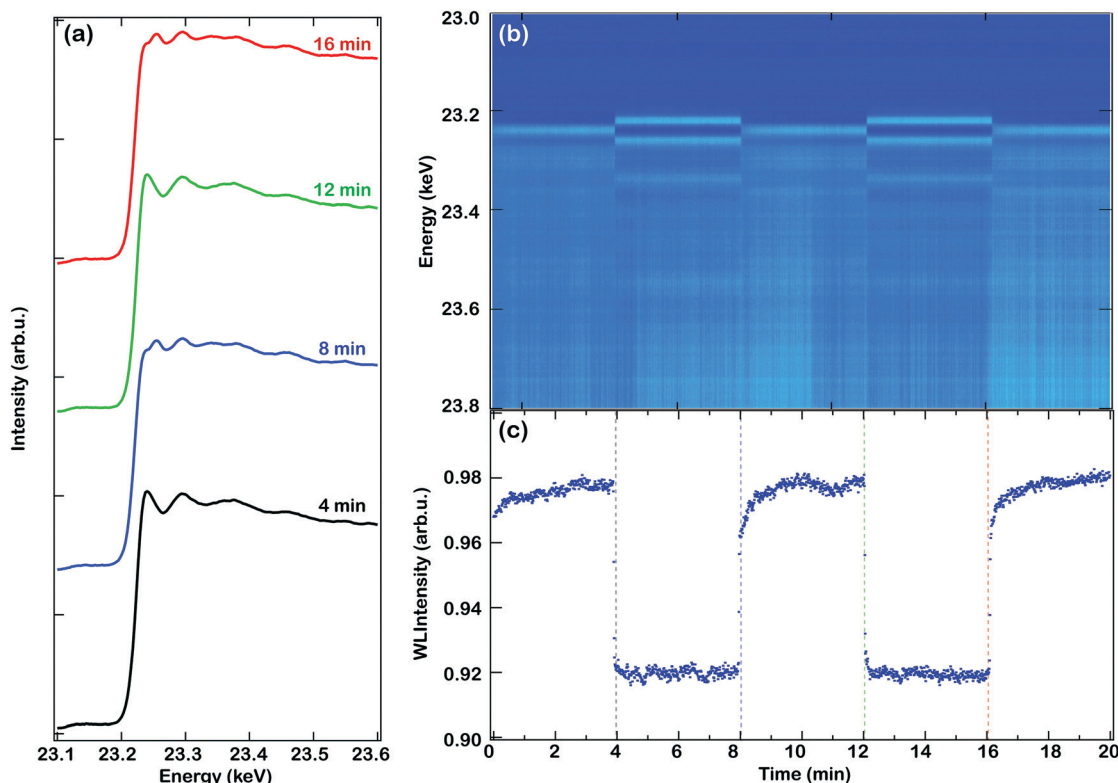 (a)
16 min
12 min
8 min
4 min
Intensity (arb.u.)
23.1 23.2 23.3 23.4 23.5 23.6
Energy (keV)
(b)
23.0
23.2
23.4
23.6
23.8
Energy (keV)
(c)
0.98
0.96
0.94
0.92
0.90
WLIntensity (arb.u.)
0 2 4 6 8 10 12 14 16 18 20
Time (min)